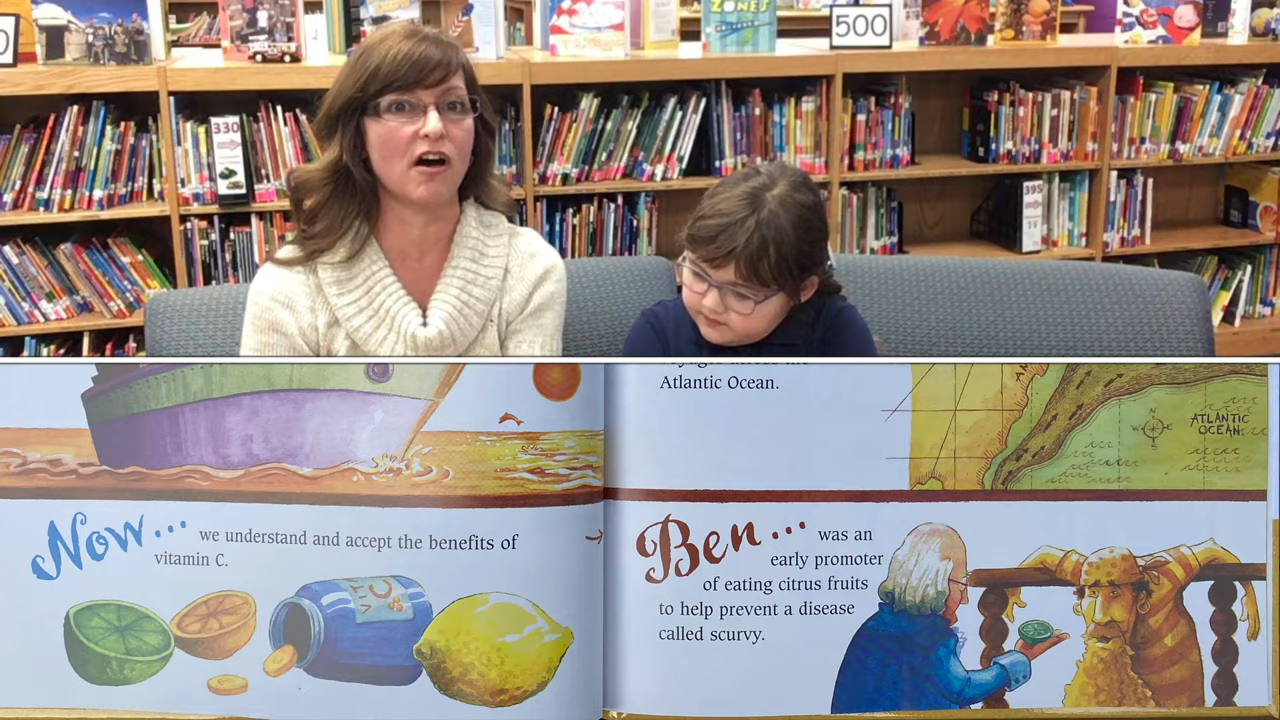 ZONES
500
330
395
Atlantic Ocean.
ATLANTIC
OCEAN
N
W
E
S
Now... we understand and accept the benefits of
vitamin C.
VIT
C
Ben... was an
early promoter
of eating citrus fruits
to help prevent a disease
called scurvy.